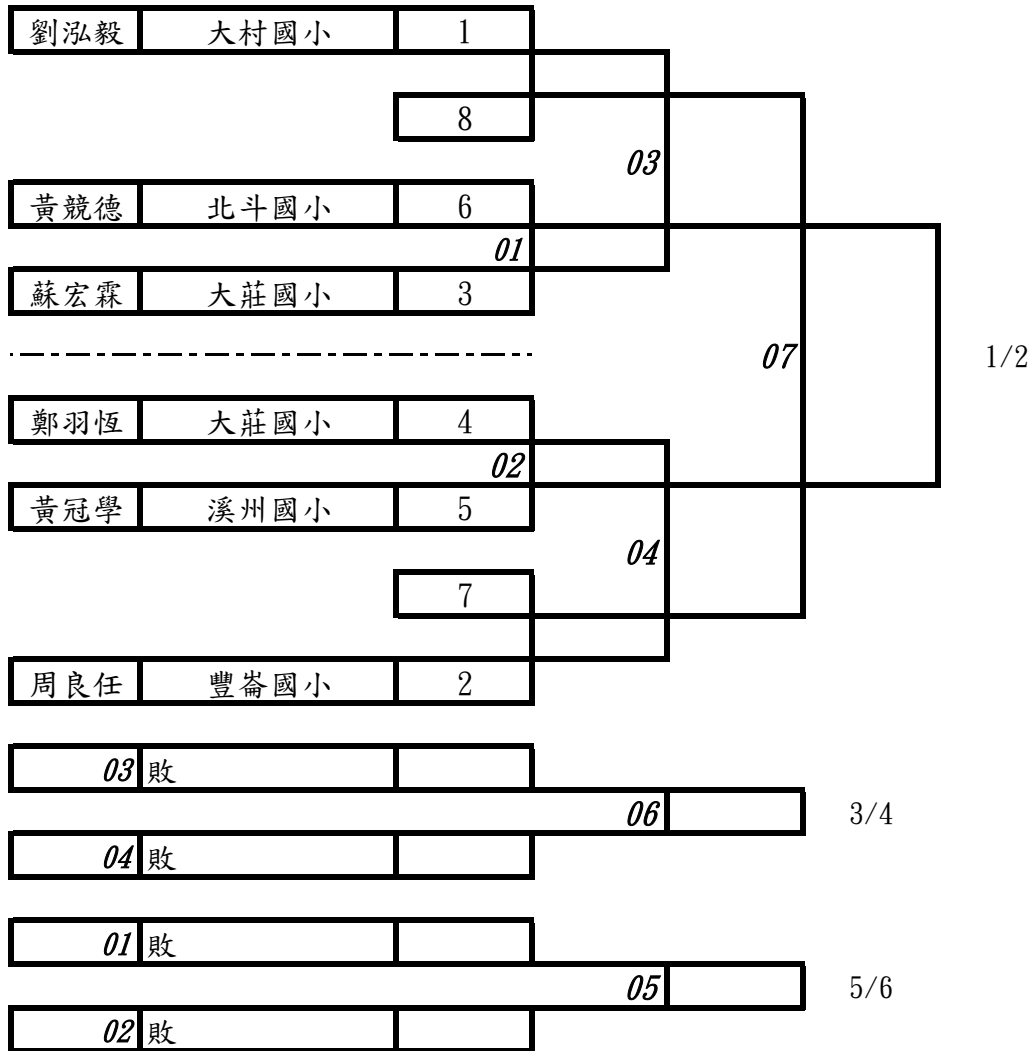 劉泓毅 大村國小 1
8
03
黃競德 北斗國小 6
01
蘇宏霖 大莊國小 3
07 1/2
鄭羽恆 大莊國小 4
02
黃冠學 溪州國小 5
04
7
周良任 豐崙國小 2
03 敗
06 3/4
04 敗
01 敗
05 5/6
02 敗